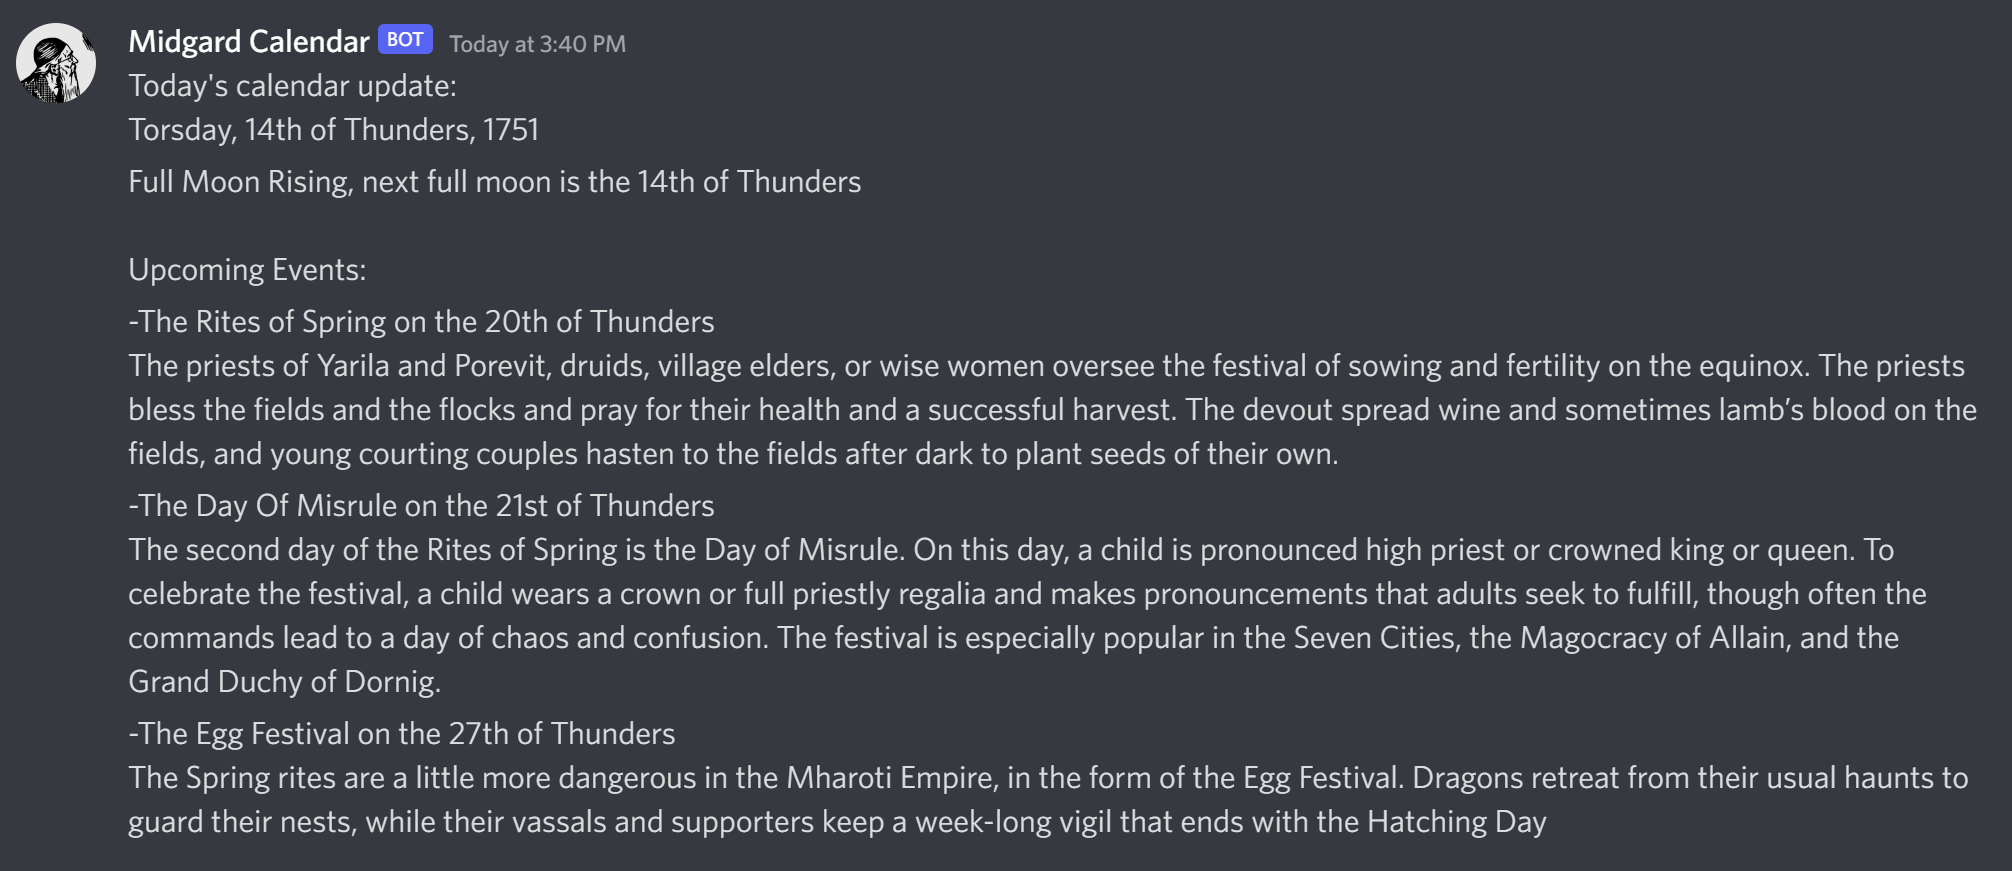 Midgard Calendar BOT Today at 3:40 PM
Today's calendar update:
Torsday, 14th of Thunders, 1751
Full Moon Rising, next full moon is the 14th of Thunders
Upcoming Events:
-The Rites of Spring on the 20th of Thunders
The priests of Yarila and Porevit, druids, village elders, or wise women oversee the festival of sowing and fertility on the equinox. The priests
bless the fields and the flocks and pray for their health and a successful harvest. The devout spread wine and sometimes lamb’s blood on the
fields, and young courting couples hasten to the fields after dark to plant seeds of their own.
-The Day Of Misrule on the 21st of Thunders
The second day of the Rites of Spring is the Day of Misrule. On this day, a child is pronounced high priest or crowned king or queen. To
celebrate the festival, a child wears a crown or full priestly regalia and makes pronouncements that adults seek to fulfill, though often the
commands lead to a day of chaos and confusion. The festival is especially popular in the Seven Cities, the Magocracy of Allain, and the
Grand Duchy of Dornig.
-The Egg Festival on the 27th of Thunders
The Spring rites are a little more dangerous in the Mharoti Empire, in the form of the Egg Festival. Dragons retreat from their usual haunts to
guard their nests, while their vassals and supporters keep a week-long vigil that ends with the Hatching Day